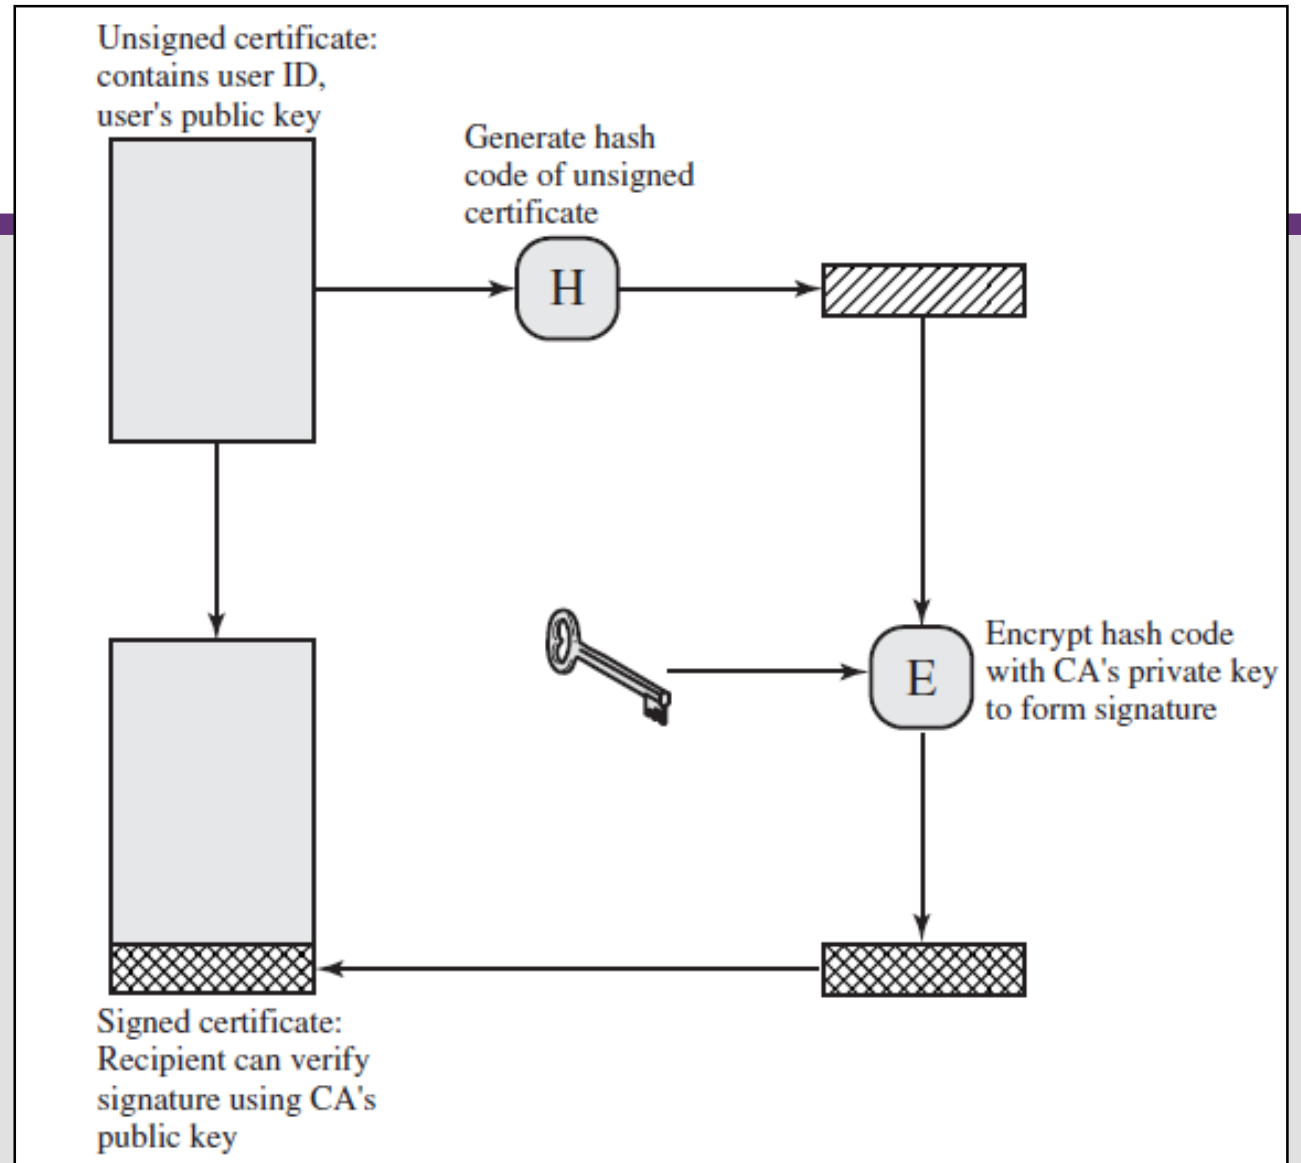 Unsigned certificate:
contains user ID,
user's public key
Generate hash
code of unsigned
certificate
H
Encrypt hash code
with CA's private key
to form signature
E
Signed certificate:
Recipient can verify
signature using CA's
public key